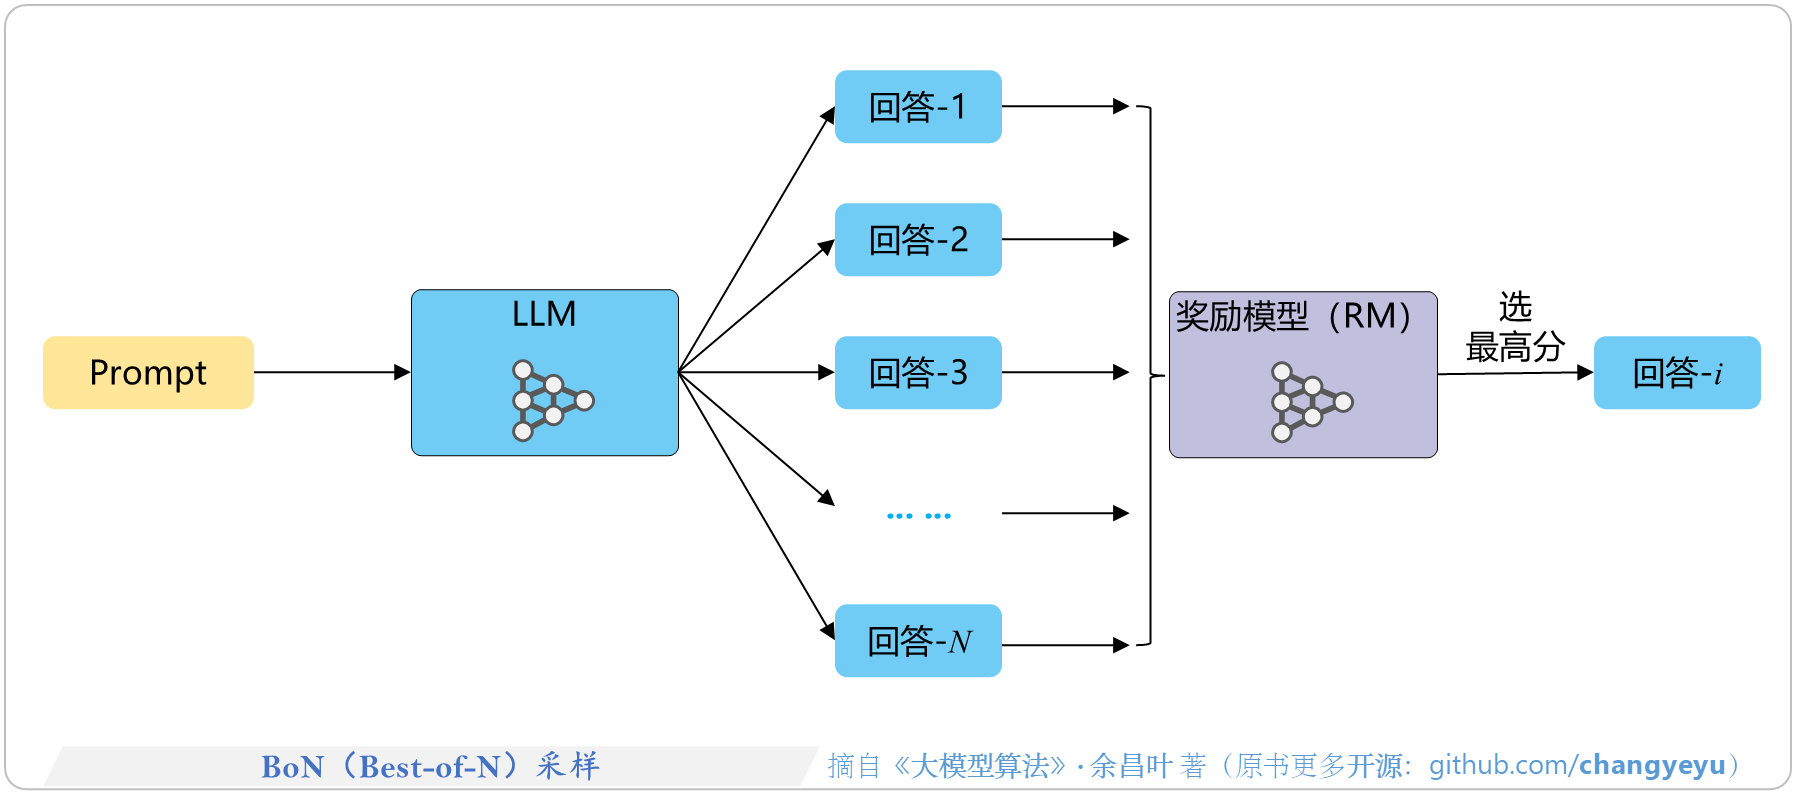 Prompt
LLM
回答-1
回答-2
回答-3
... ...
回答-N
奖励模型（RM）
选
最高分
回答-i
BoN（Best-of-N）采样
摘自《大模型算法》·余昌叶 著（原书更多开源：github.com/changyeyu）